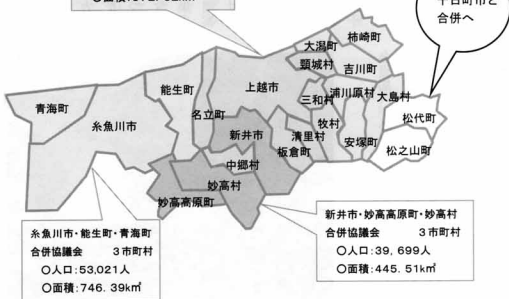 十日町市と
合併へ
柿崎町
大潟町
頸城村
吉川町
能生町
上越市
浦川原村
大島村
青海町
名立町
三和村
松代町
糸魚川市
牧村
新井市
清里村
安塚町
松之山町
板倉町
中郷村
妙高村
妙高高原町
糸魚川市・能生町・青海町
合併協議会 3市町村
○人口:53,021人
○面積:746.39k㎡
新井市・妙高高原町・妙高村
合併協議会 3市町村
○人口:39,699人
○面積:445.51k㎡